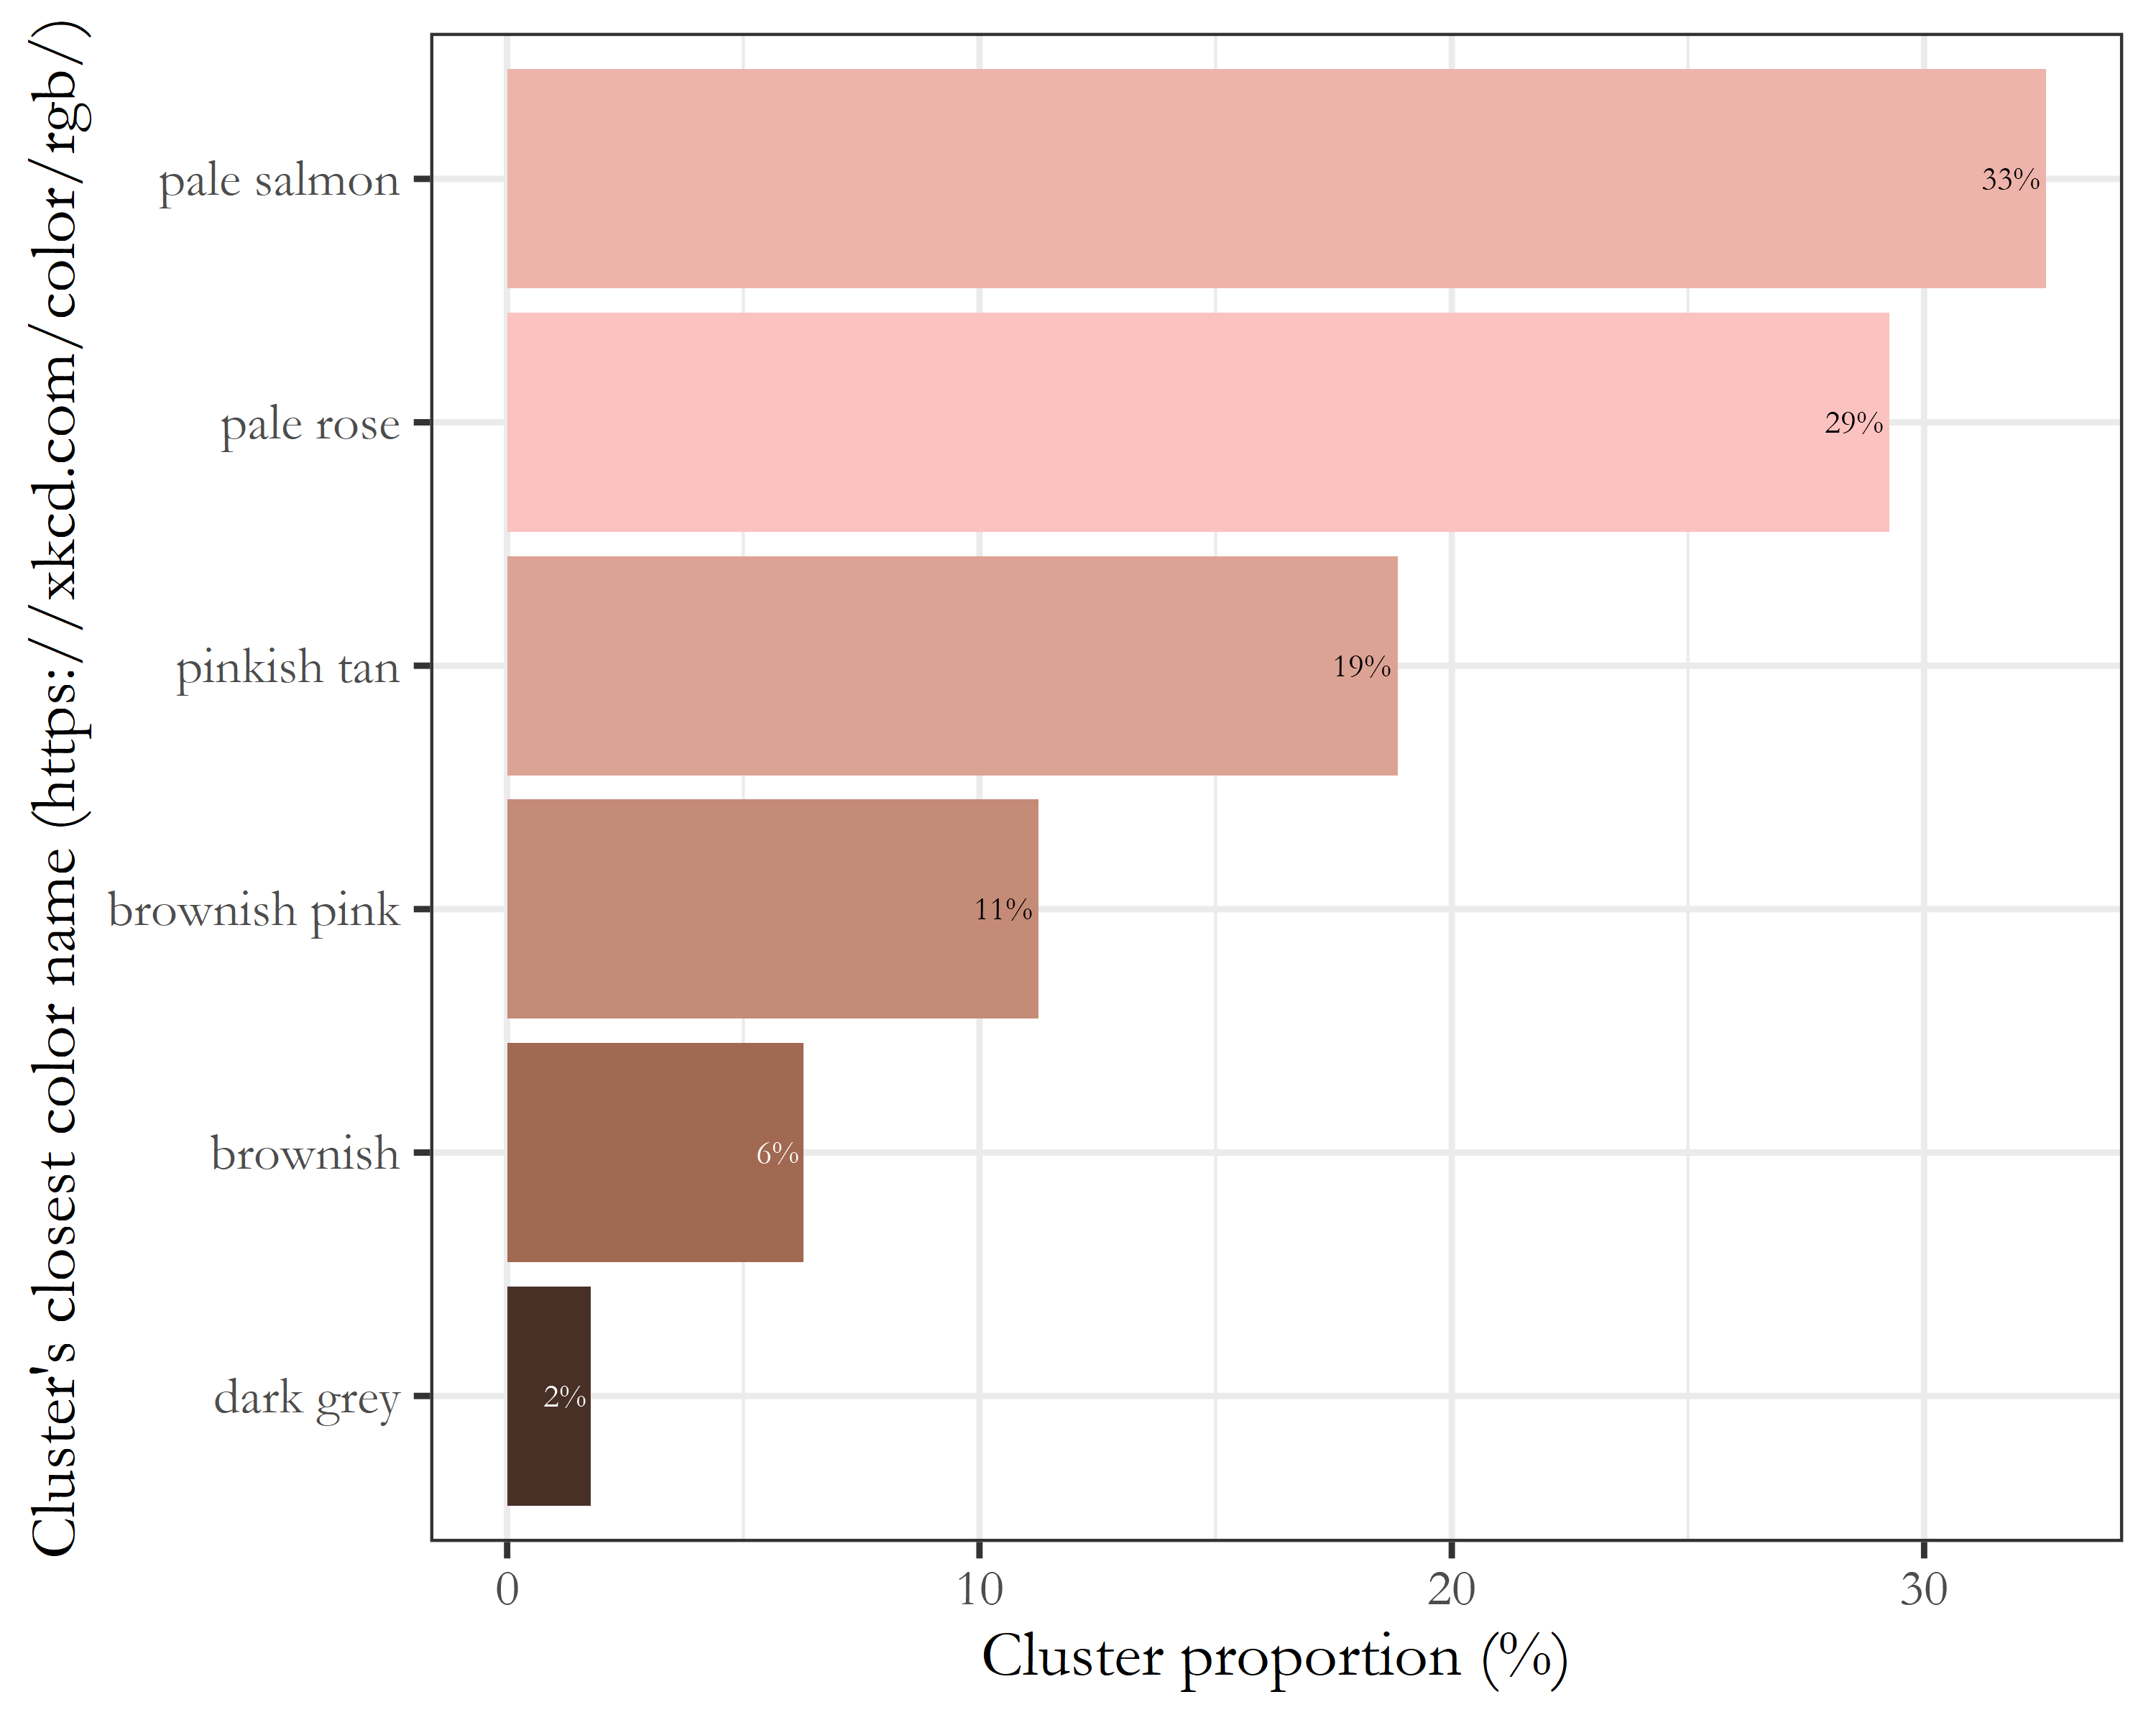 Cluster's closest color name (https://xkcd.com/color/rgb/)
pale salmon
33%
pale rose
29%
pinkish tan
19%
brownish pink
11%
brownish
6%
dark grey
2%
0 10 20 30
Cluster proportion (%)